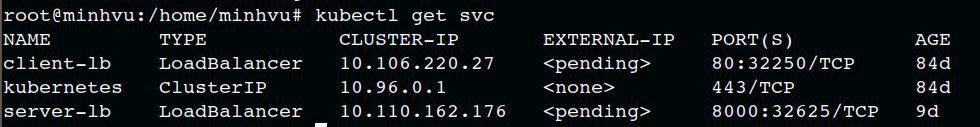 root@minhvu:/home/minhvu# kubectl get svc
NAME TYPE CLUSTER-IP EXTERNAL-IP PORT(S) AGE
client-lb LoadBalancer 10.106.220.27 <pending> 80:32250/TCP 84d
kubernetes ClusterIP 10.96.0.1 <none> 443/TCP 84d
server-lb LoadBalancer 10.110.162.176 <pending> 8000:32625/TCP 9d